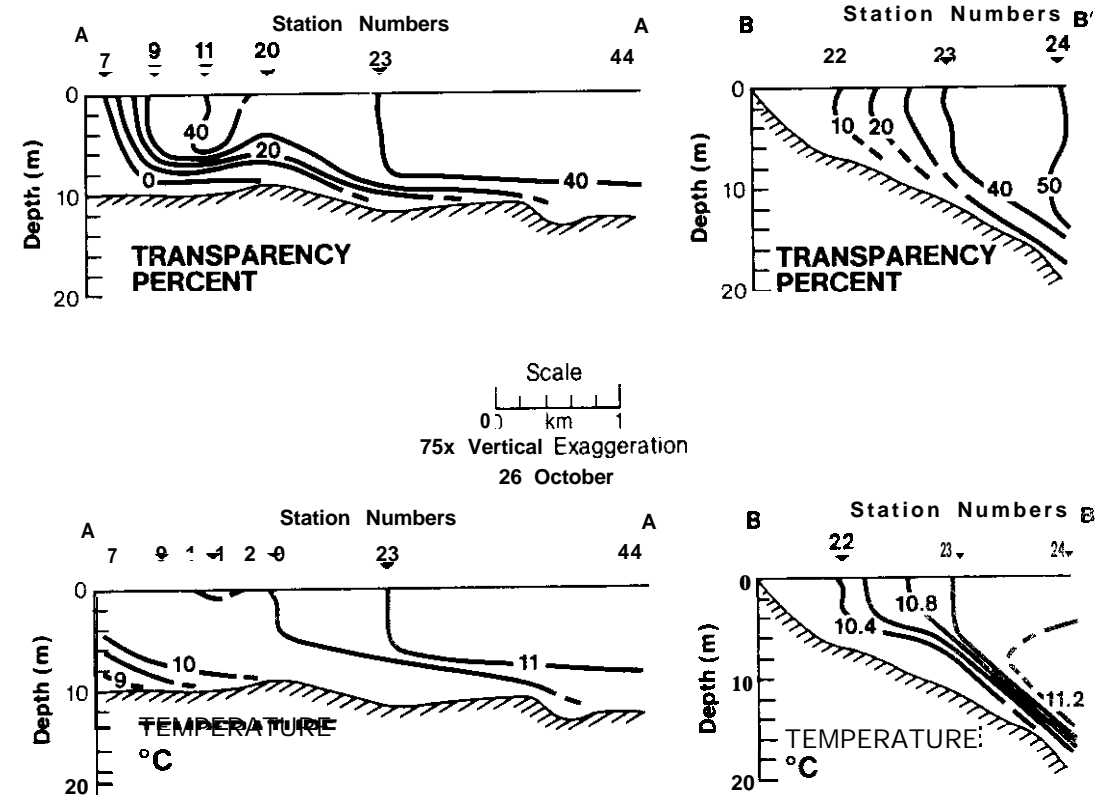 Station Numbers
A A
7 9 11 20 23 44
0
10
20
Depth (m)
40
20
0
40
TRANSPARENCY
PERCENT
Station Numbers
B B'
22 23 24
0
10
20
Depth (m)
10 20
40 50
TRANSPARENCY
PERCENT
Scale
0 km 1
75x Vertical Exaggeration
26 October
Station Numbers
A A
7 9 23 44
0
10
20
Depth (m)
10
9
11
TEMPERATURE
°C
Station Numbers
B B
22 23 24
0
10
20
Depth (m)
10.8
10.4
11.2
TEMPERATURE
°C